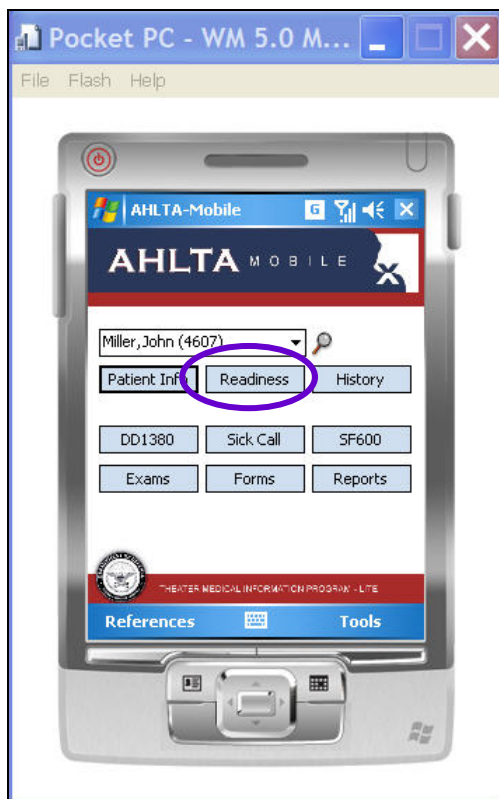 Pocket PC - WM 5.0 M...
File Flash Help
AHLTA-Mobile G
AHLTA MOBILE
Miller, John (4607)
Patient Info Readiness History
DD1380 Sick Call SF600
Exams Forms Reports
THEATER MEDICAL INFORMATION PROGRAM - LITE
References Tools